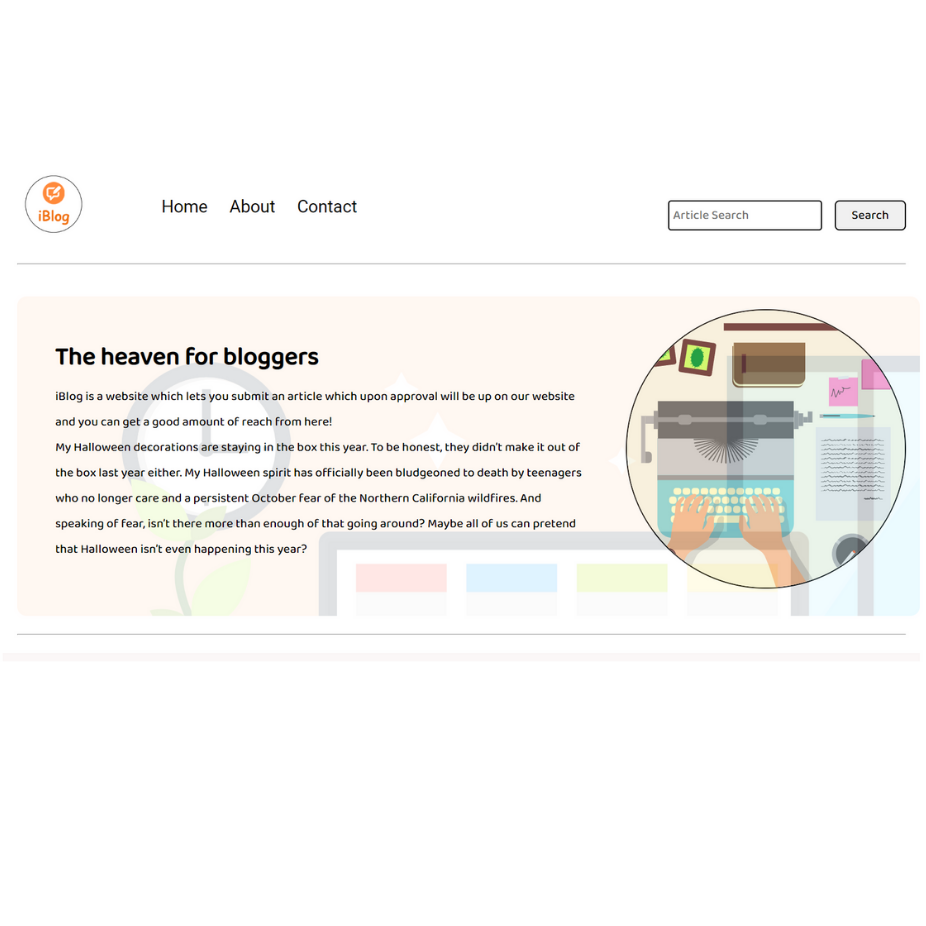 iBlog
Home About Contact
Article Search Search
The heaven for bloggers
iBlog is a website which lets you submit an article which upon approval will be up on our website
and you can get a good amount of reach from here!
My Halloween decorations are staying in the box this year. To be honest, they didn't make it out of
the box last year either. My Halloween spirit has officially been bludgeoned to death by teenagers
who no longer care and a persistent October fear of the Northern California wildfires. And
speaking of fear, isn't there more than enough of that going around? Maybe all of us can pretend
that Halloween isn't even happening this year?